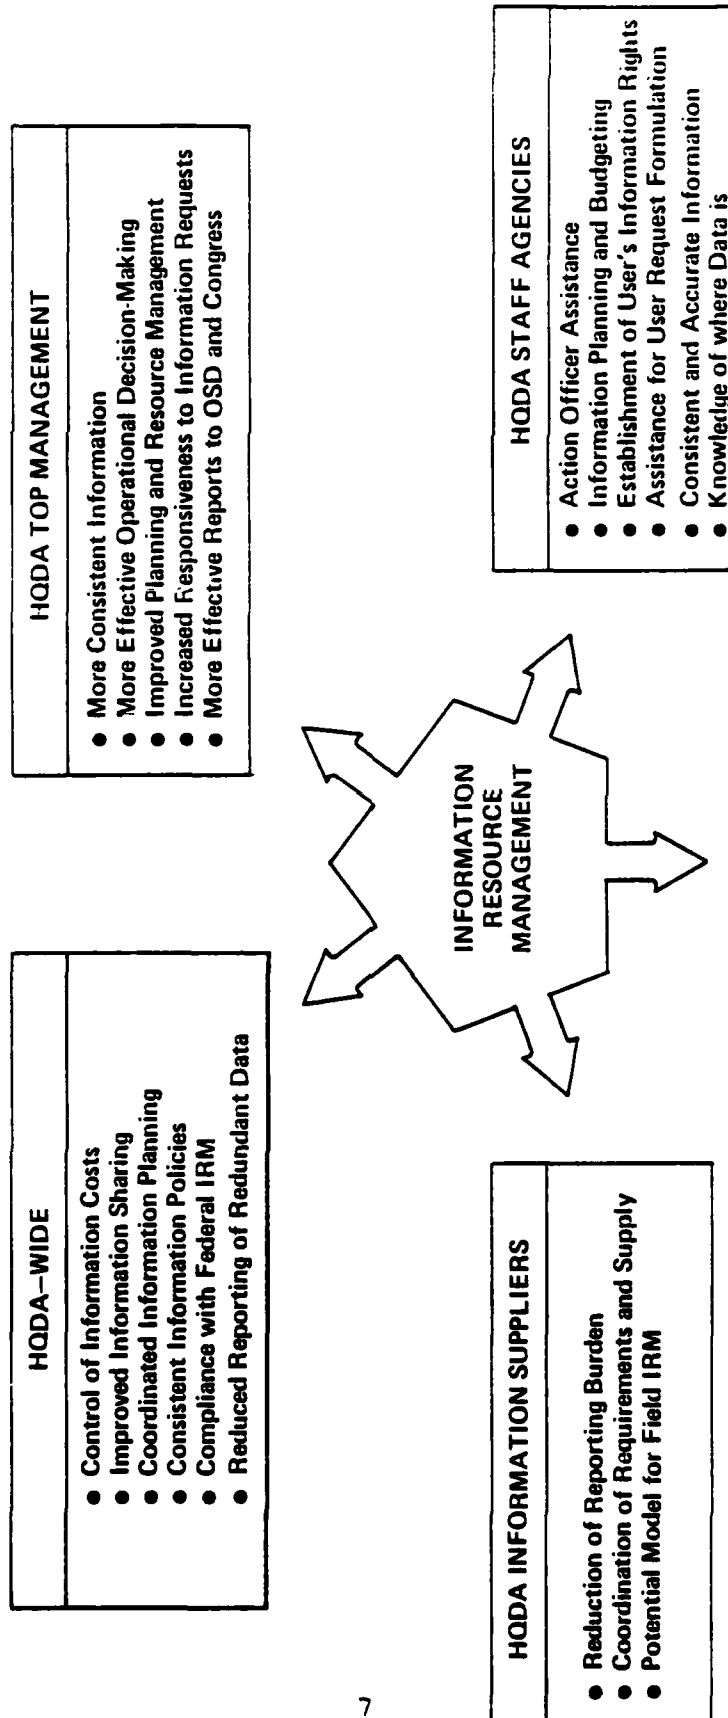 HQDA–WIDE
● Control of Information Costs
● Improved Information Sharing
● Coordinated Information Planning
● Consistent Information Policies
● Compliance with Federal IRM
● Reduced Reporting of Redundant Data
HQDA TOP MANAGEMENT
● More Consistent Information
● More Effective Operational Decision-Making
● Improved Planning and Resource Management
● Increased Responsiveness to Information Requests
● More Effective Reports to OSD and Congress
INFORMATION
RESOURCE
MANAGEMENT
HQDA INFORMATION SUPPLIERS
● Reduction of Reporting Burden
● Coordination of Requirements and Supply
● Potential Model for Field IRM
HQDA STAFF AGENCIES
● Action Officer Assistance
● Information Planning and Budgeting
● Establishment of User's Information Rights
● Assistance for User Request Formulation
● Consistent and Accurate Information
● Knowledge of where Data is
7